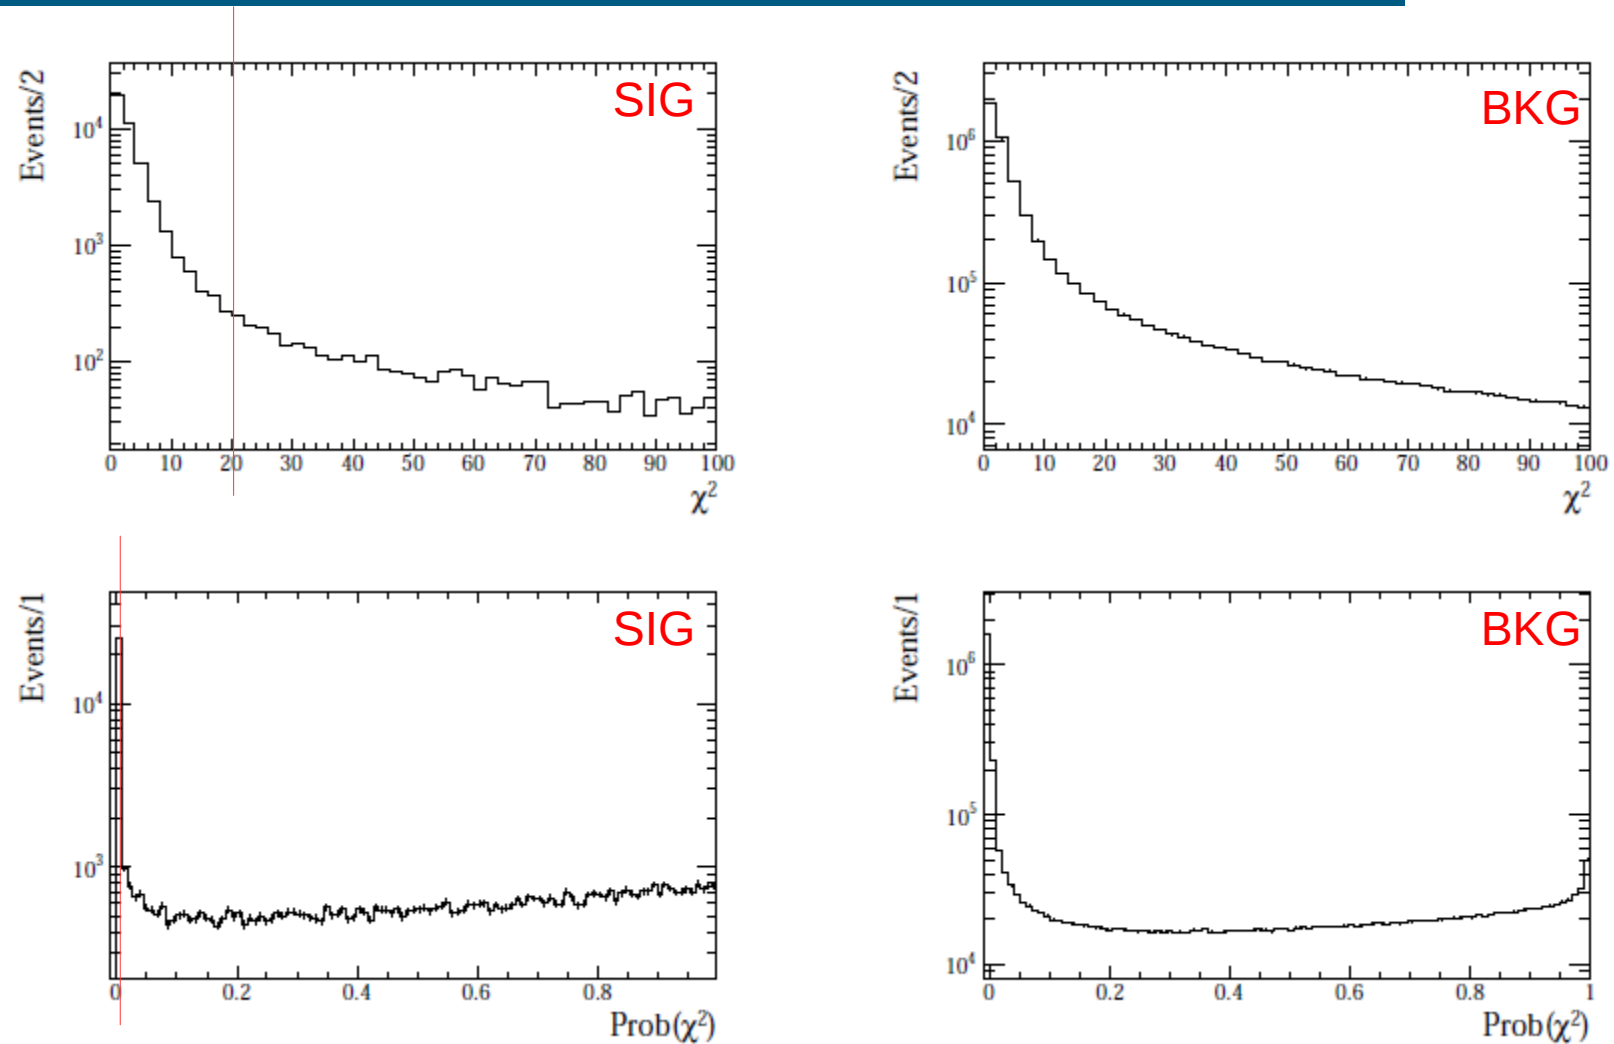 Events/2
SIG
10⁴
10³
10²
0 10 20 30 40 50 60 70 80 90 100
χ²
Events/2
BKG
10⁶
10⁵
10⁴
0 10 20 30 40 50 60 70 80 90 100
χ²
Events/1
SIG
10⁴
10³
0 0.2 0.4 0.6 0.8
Prob(χ²)
Events/1
BKG
10⁶
10⁵
10⁴
0 0.2 0.4 0.6 0.8 1
Prob(χ²)